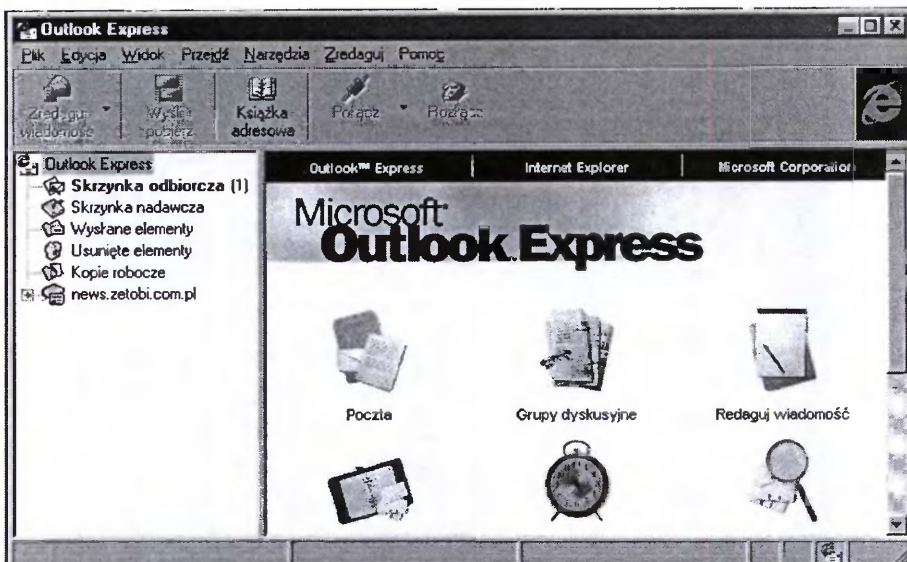 Outlook Express
Plik Edycja Widok Przejdź Narzędzia Zredaguj Pomoc
Zredaguj wiadomość
Wyślij
Książka adresowa
Połącz
Rozłącz
Outlook Express
Skrzynka odbiorcza (1)
Skrzynka nadawcza
Wysłane elementy
Usunięte elementy
Kopie robocze
news.zetobi.com.pl
Outlook™ Express
Internet Explorer
Microsoft Corporation
Microsoft®
Outlook Express
Poczta
Grupy dyskusyjne
Redaguj wiadomość